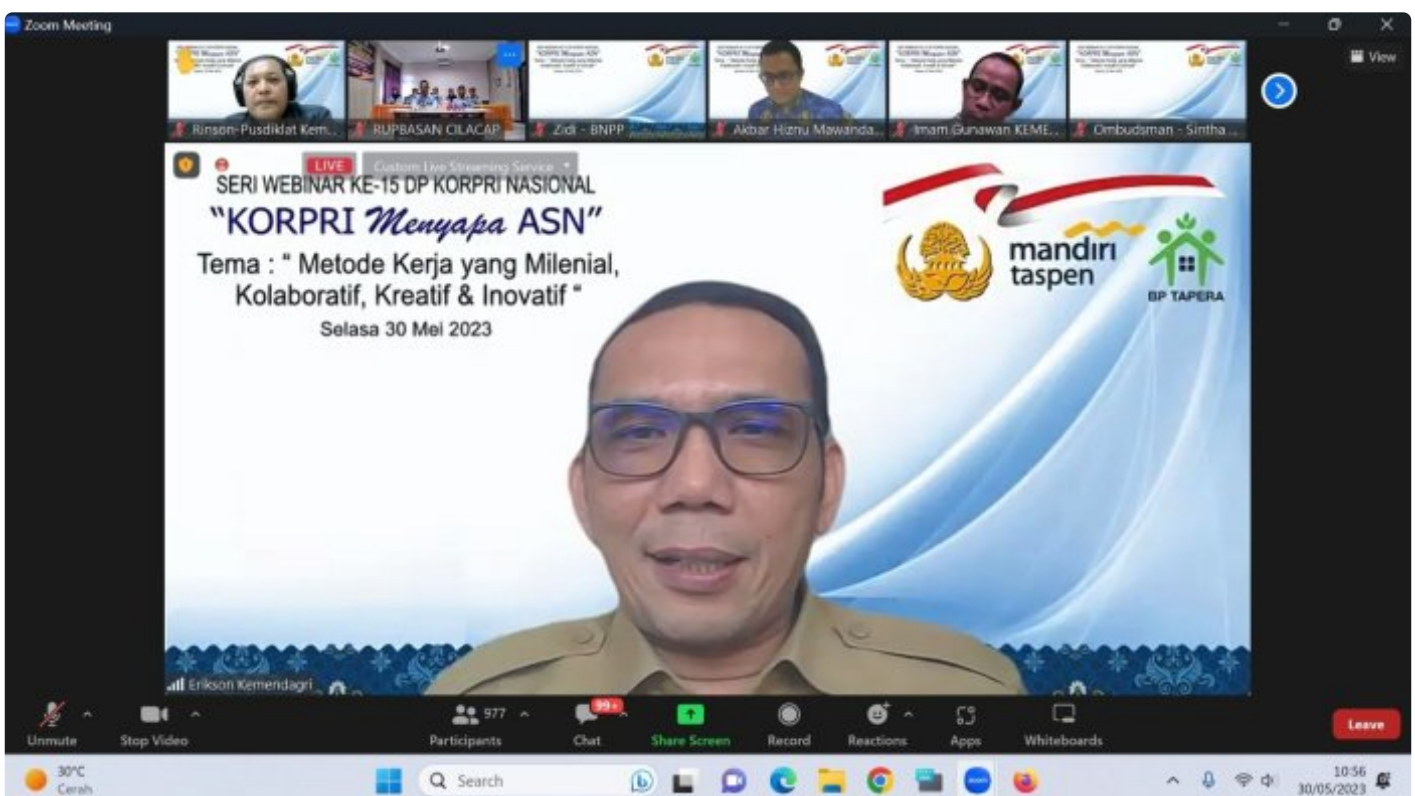 Zoom Meeting
View
Rinson-Pusdiklat Kem...
RUPBASAN CILACAP
Zidi - BNPP
Akbar Hiznu Mawanda...
Imam Gunawan KEME...
Ombudsman - Sintha ...
LIVE
Custom Live Streaming Service
SERI WEBINAR KE-15 DP KORPRI NASIONAL
"KORPRI Menyapa ASN"
Tema : " Metode Kerja yang Milenial,
Kolaboratif, Kreatif & Inovatif "
Selasa 30 Mei 2023
mandiri
taspen
BP TAPERA
Erikson Kemendagri
Unmute
Stop Video
977
Participants
99+
Chat
Share Screen
Record
Reactions
Apps
Whiteboards
Leave
30°C
Cerah
Search
zoom
10:56
30/05/2023